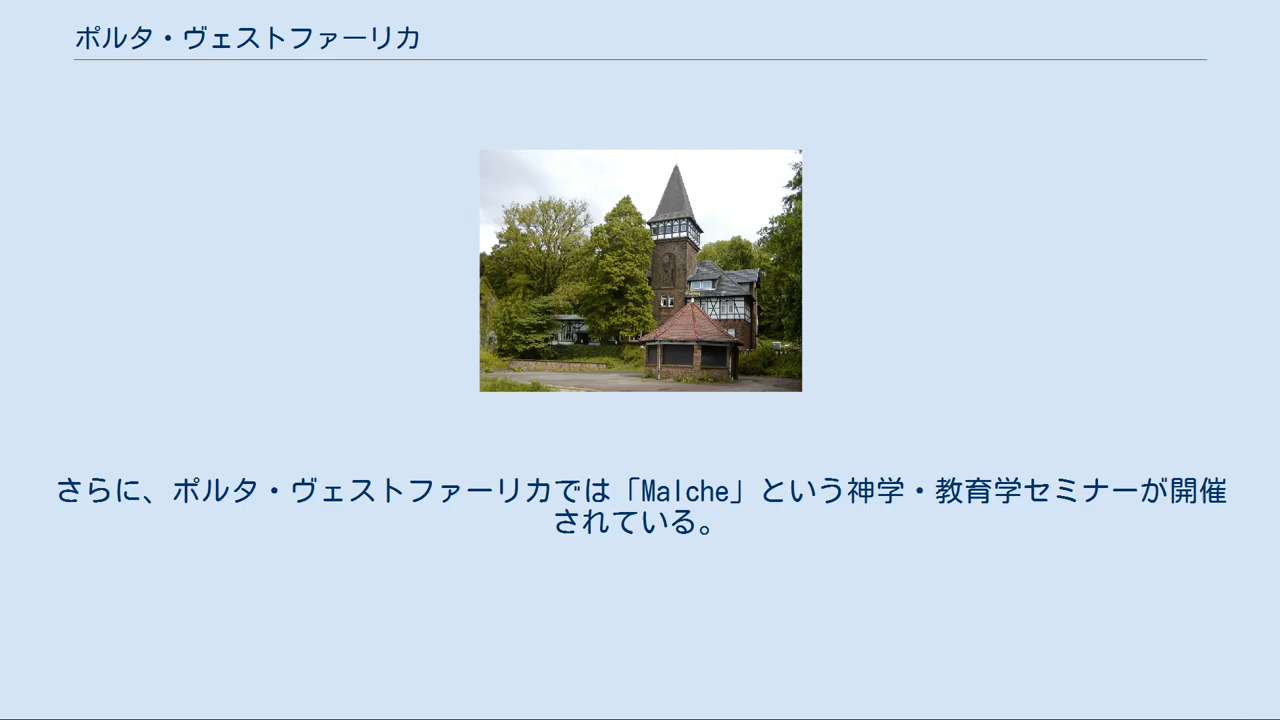 ポルタ・ヴェストファーリカ
さらに、ポルタ・ヴェストファーリカでは「Malche」という神学・教育学セミナーが開催
されている。